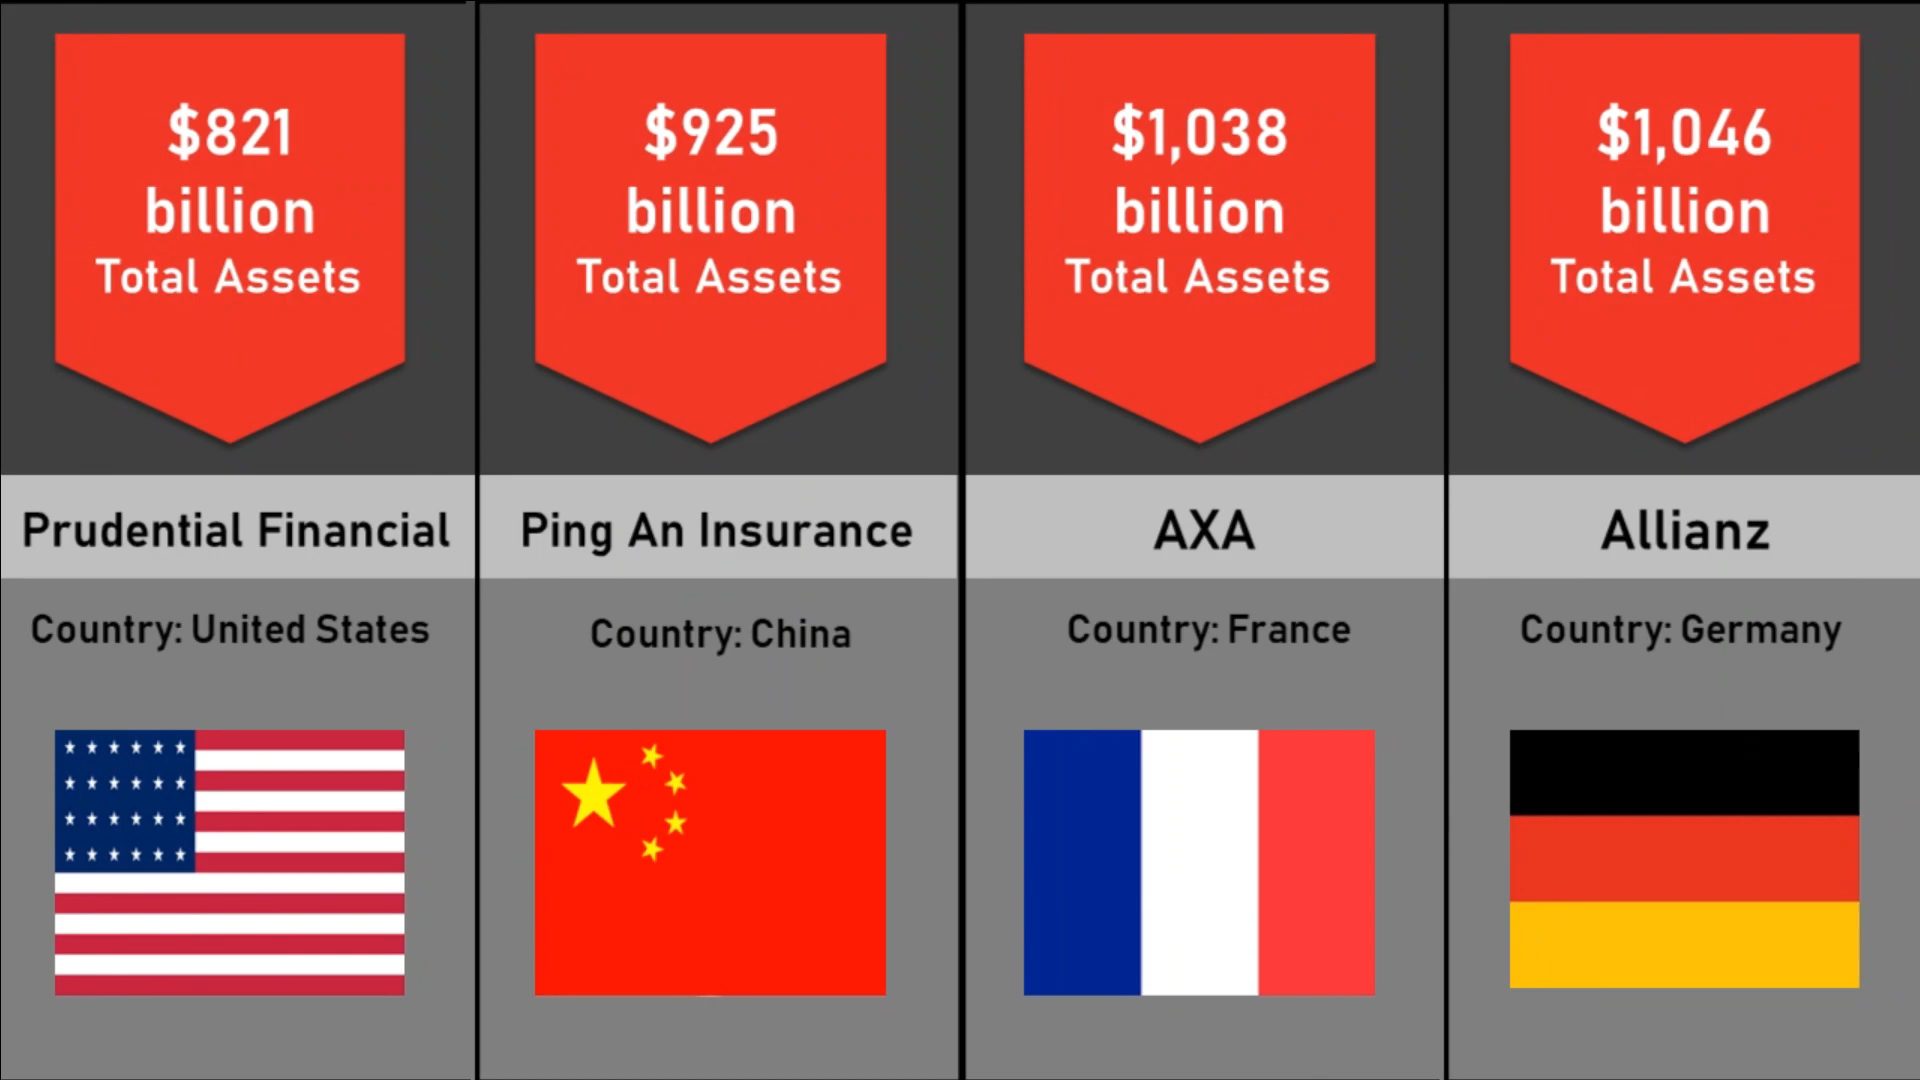 $821
billion
Total Assets
Prudential Financial
Country: United States
$925
billion
Total Assets
Ping An Insurance
Country: China
$1,038
billion
Total Assets
AXA
Country: France
$1,046
billion
Total Assets
Allianz
Country: Germany